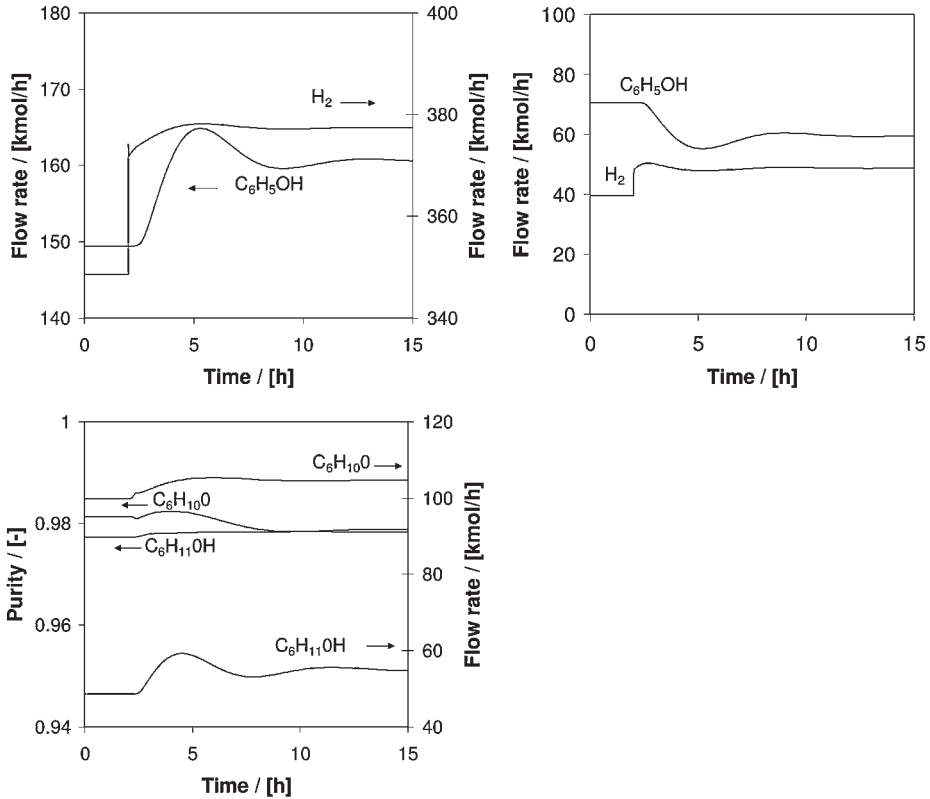 180
170
160
150
140
Flow rate / [kmol/h]
H2
C6H5OH
400
380
360
340
Flow rate / [kmol/h]
0
5
10
15
Time / [h]
100
80
60
40
20
0
Flow rate / [kmol/h]
C6H5OH
H2
0
5
10
15
Time / [h]
1
0.98
0.96
0.94
Purity / [-]
C6H100
C6H100
C6H110H
C6H110H
120
100
80
60
40
Flow rate / [kmol/h]
0
5
10
15
Time / [h]